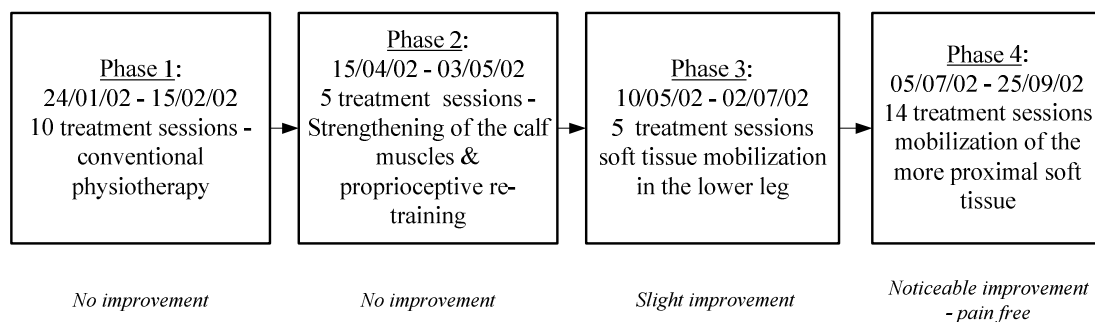 Phase 1:
24/01/02 - 15/02/02
10 treatment sessions -
conventional
physiotherapy
Phase 2:
15/04/02 - 03/05/02
5 treatment sessions -
Strengthening of the calf
muscles &
proprioceptive re-
training
Phase 3:
10/05/02 - 02/07/02
5 treatment sessions
soft tissue mobilization
in the lower leg
Phase 4:
05/07/02 - 25/09/02
14 treatment sessions
mobilization of the
more proximal soft
tissue
No improvement
No improvement
Slight improvement
Noticeable improvement
- pain free